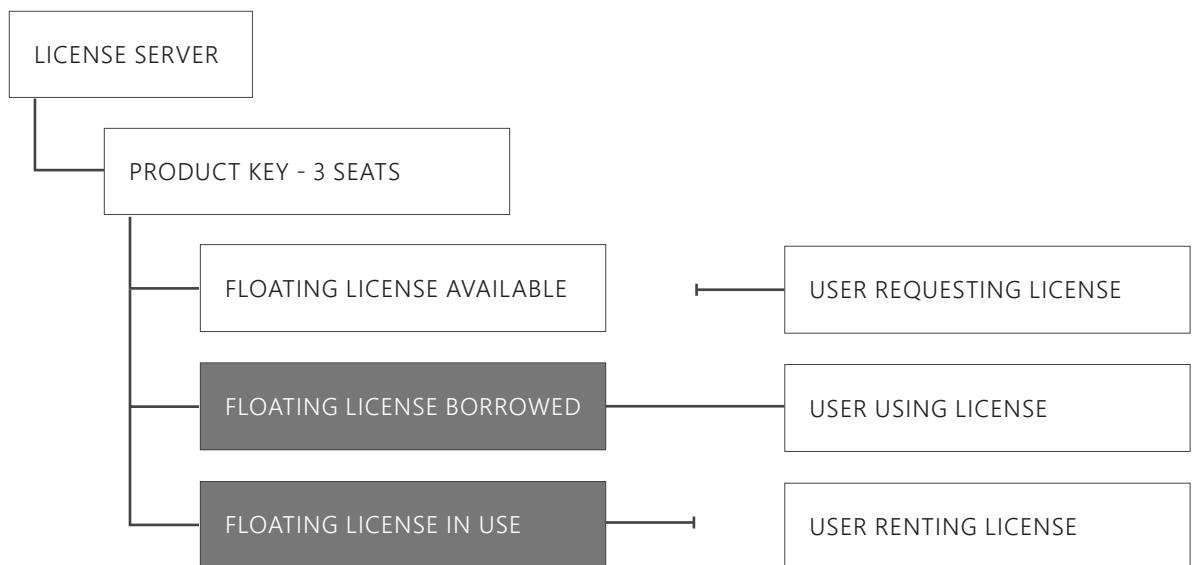 LICENSE SERVER
PRODUCT KEY - 3 SEATS
FLOATING LICENSE AVAILABLE
USER REQUESTING LICENSE
FLOATING LICENSE BORROWED
USER USING LICENSE
FLOATING LICENSE IN USE
USER RENTING LICENSE